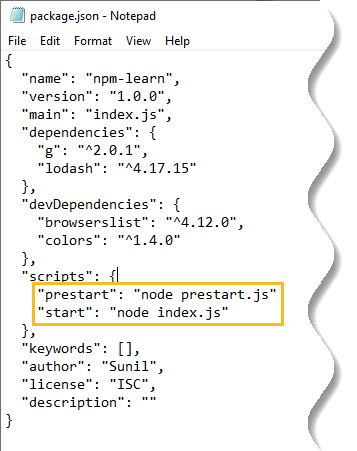 package.json - Notepad
File Edit Format View Help
{
  "name": "npm-learn",
  "version": "1.0.0",
  "main": "index.js",
  "dependencies": {
    "g": "^2.0.1",
    "lodash": "^4.17.15"
  },
  "devDependencies": {
    "browserslist": "^4.12.0",
    "colors": "^1.4.0"
  },
  "scripts": {
    "prestart": "node prestart.js"
    "start": "node index.js"
  },
  "keywords": [],
  "author": "Sunil",
  "license": "ISC",
  "description": ""
}